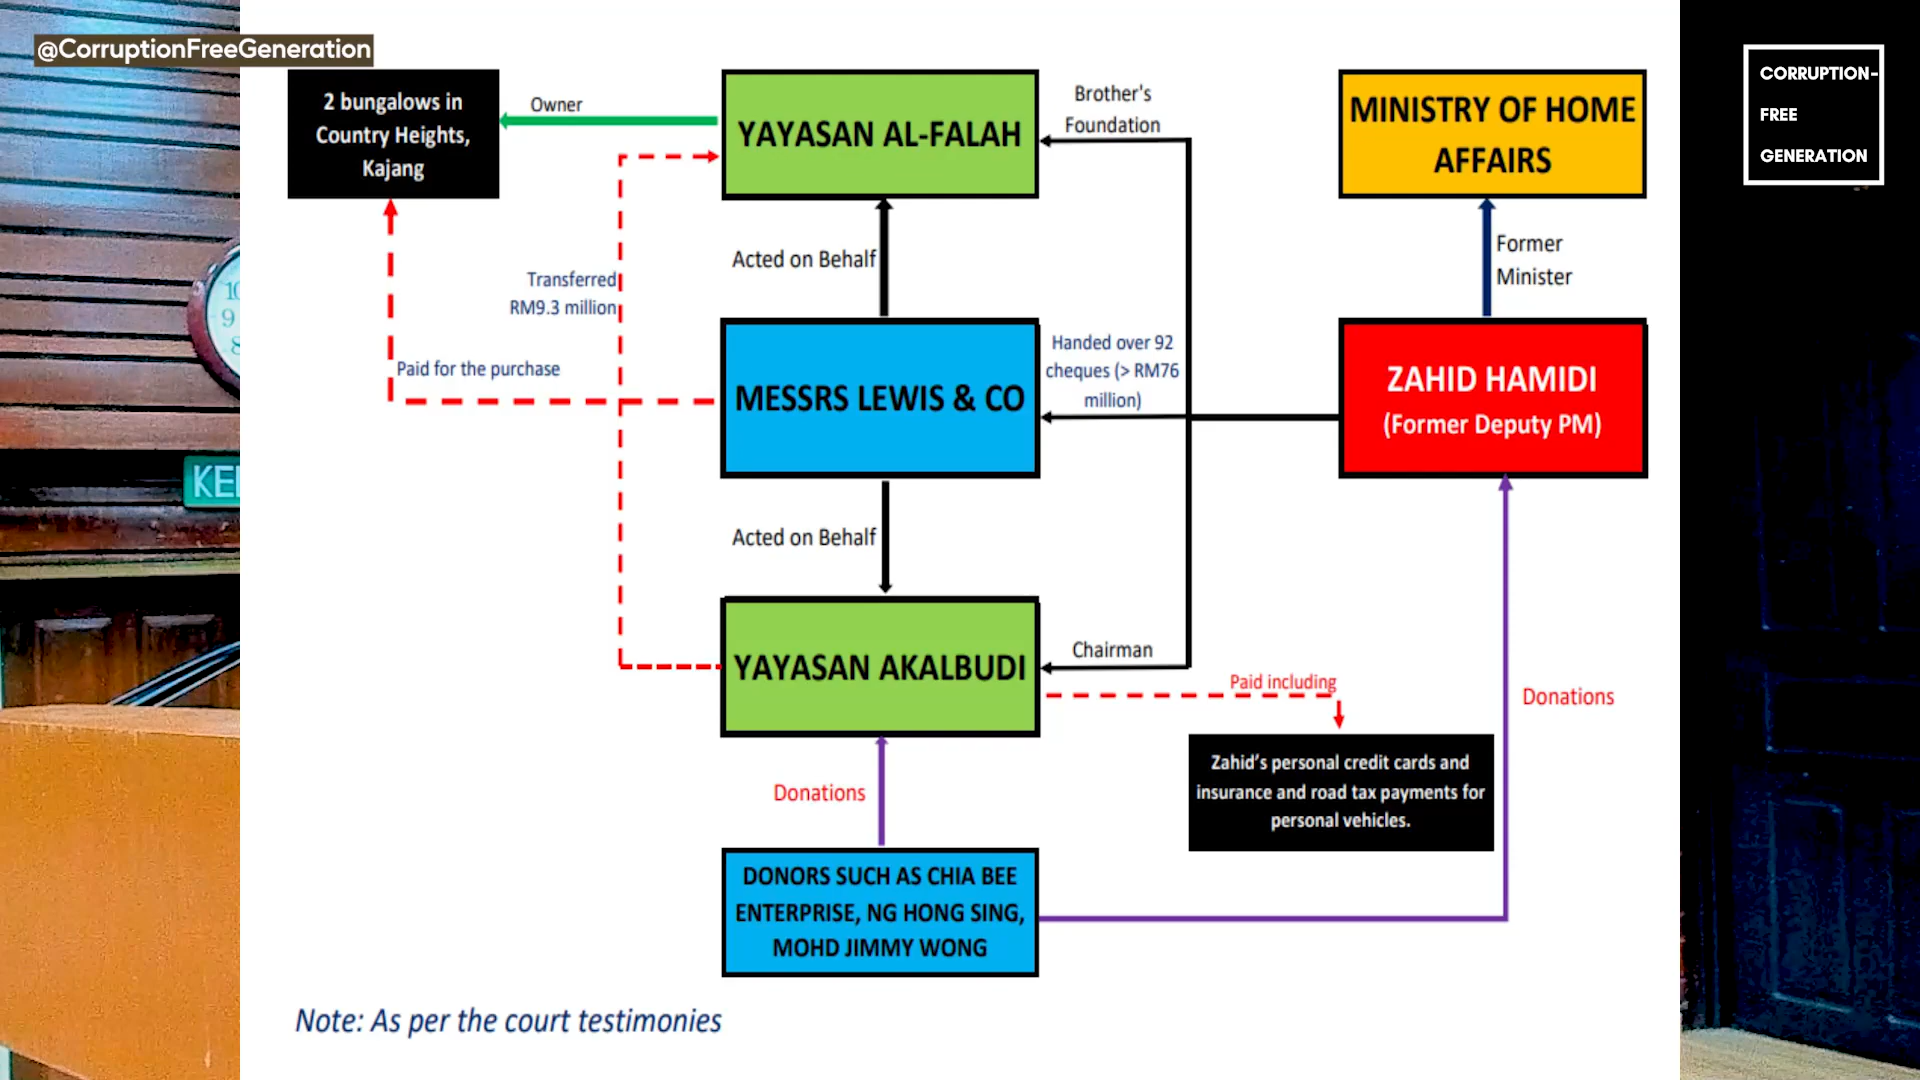 @CorruptionFreeGeneration
CORRUPTION-
FREE
GENERATION
2 bungalows in
Country Heights,
Kajang
Owner
YAYASAN AL-FALAH
Brother's
Foundation
MINISTRY OF HOME
AFFAIRS
Acted on Behalf
Former
Minister
Transferred
RM9.3 million
Paid for the purchase
MESSRS LEWIS & CO
Handed over 92
cheques (> RM76
million)
ZAHID HAMIDI
(Former Deputy PM)
Acted on Behalf
YAYASAN AKALBUDI
Chairman
Paid including
Donations
Zahid's personal credit cards and
insurance and road tax payments for
personal vehicles.
Donations
DONORS SUCH AS CHIA BEE
ENTERPRISE, NG HONG SING,
MOHD JIMMY WONG
Note: As per the court testimonies
10
9
8